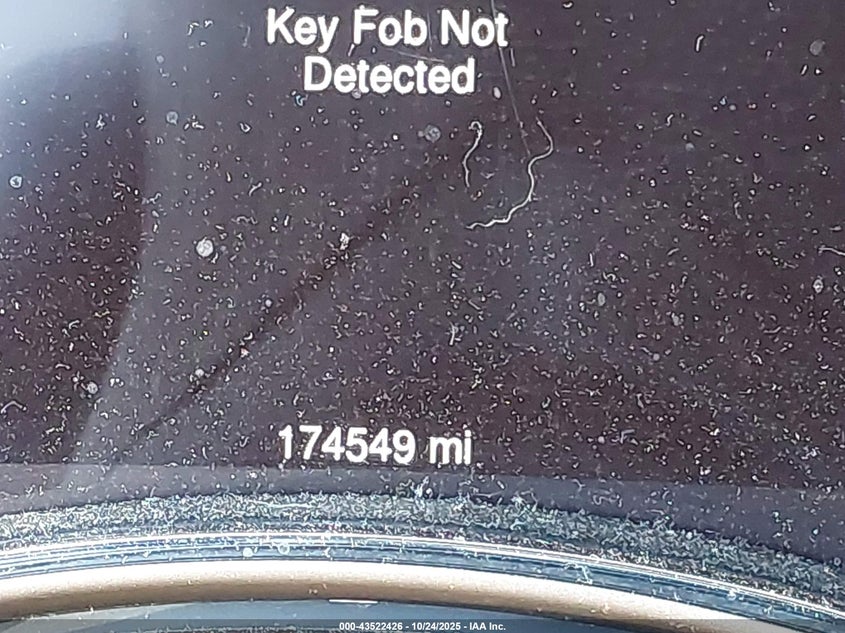 Key Fob Not
Detected
174549 mi
000-43522426 - 10/24/2025 - IAA Inc.